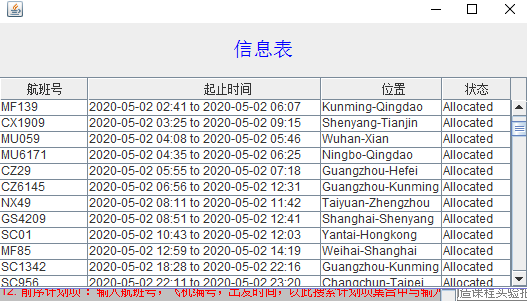 信息表
航班号 起止时间 位置 状态
MF139 2020-05-02 02:41 to 2020-05-02 06:07 Kunming-Qingdao Allocated
CX1909 2020-05-02 03:25 to 2020-05-02 09:15 Shenyang-Tianjin Allocated
MU059 2020-05-02 04:08 to 2020-05-02 05:46 Wuhan-Xian Allocated
MU6171 2020-05-02 04:35 to 2020-05-02 06:25 Ningbo-Qingdao Allocated
CZ29 2020-05-02 05:55 to 2020-05-02 07:18 Guangzhou-Hefei Allocated
CZ6145 2020-05-02 06:56 to 2020-05-02 12:31 Guangzhou-Kunming Allocated
NX49 2020-05-02 08:11 to 2020-05-02 11:42 Taiyuan-Zhengzhou Allocated
GS4209 2020-05-02 08:51 to 2020-05-02 12:41 Shanghai-Shenyang Allocated
SC01 2020-05-02 10:43 to 2020-05-02 12:03 Yantai-Hongkong Allocated
MF85 2020-05-02 12:59 to 2020-05-02 14:19 Weihai-Shanghai Allocated
SC1342 2020-05-02 18:28 to 2020-05-02 22:16 Guangzhou-Kunming Allocated
SC956 2020-05-02 22:11 to 2020-05-02 23:20 Changchun-Taipei Allocated
12. 前序计划项：输入航班号，飞机编号，出发时间，以此搜索计划项集合中与输入